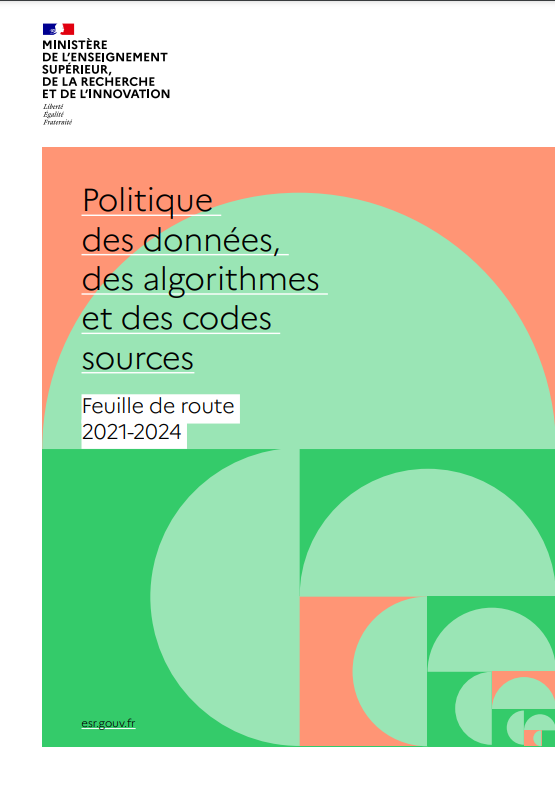 MINISTÈRE
DE L'ENSEIGNEMENT
SUPÉRIEUR,
DE LA RECHERCHE
ET DE L'INNOVATION
Liberté
Égalité
Fraternité
Politique
des données,
des algorithmes
et des codes
sources
Feuille de route
2021-2024
esr.gouv.fr